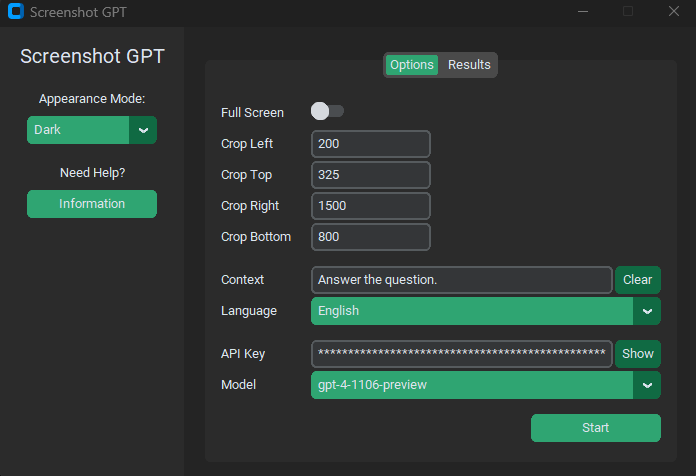 Screenshot GPT
Screenshot GPT
Appearance Mode:
Dark
Need Help?
Information
Options Results
Full Screen
Crop Left 200
Crop Top 325
Crop Right 1500
Crop Bottom 800
Context Answer the question. Clear
Language English
API Key ************************************************ Show
Model gpt-4-1106-preview
Start